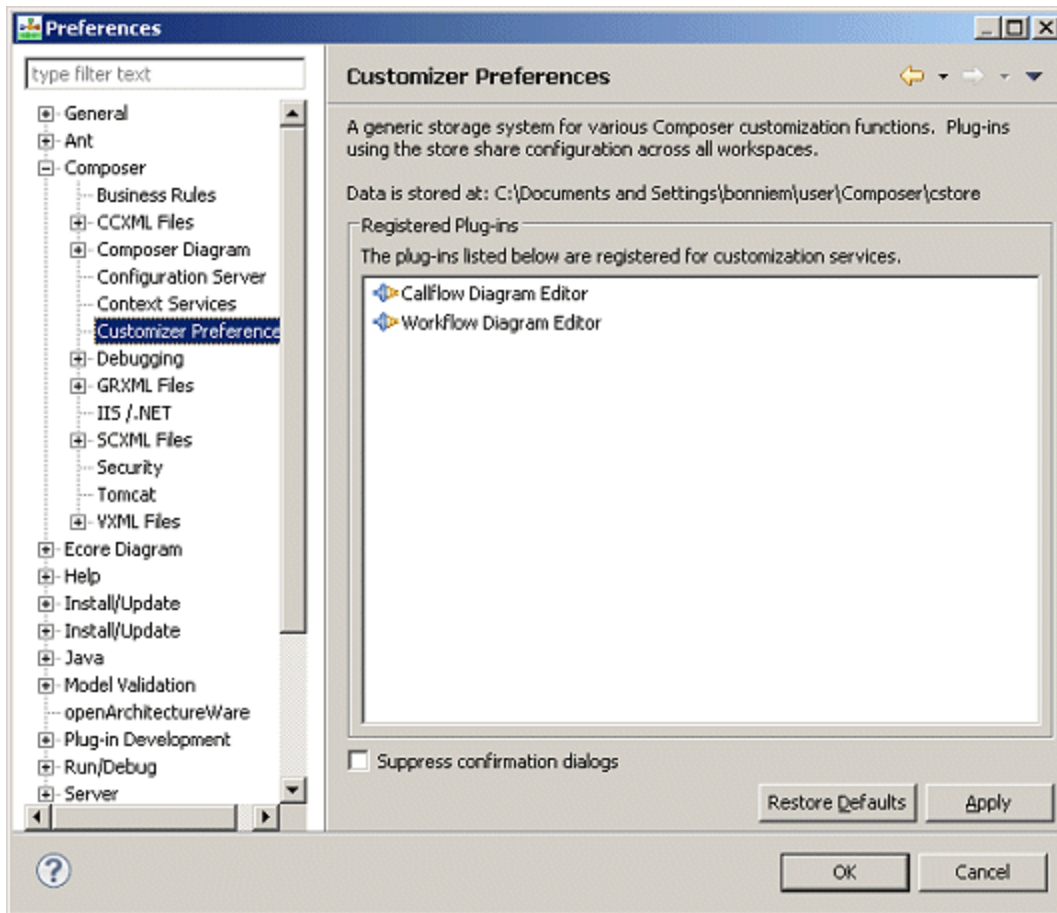 Preferences
type filter text
General
Ant
Composer
Business Rules
CCXML Files
Composer Diagram
Configuration Server
Context Services
Customizer Preference
Debugging
GRXML Files
IIS /.NET
SCXML Files
Security
Tomcat
VXML Files
Ecore Diagram
Help
Install/Update
Install/Update
Java
Model Validation
openArchitectureWare
Plug-in Development
Run/Debug
Server
Customizer Preferences
A generic storage system for various Composer customization functions. Plug-ins
using the store share configuration across all workspaces.
Data is stored at: C:\Documents and Settings\bonniem\user\Composer\cstore
Registered Plug-ins
The plug-ins listed below are registered for customization services.
Callflow Diagram Editor
Workflow Diagram Editor
Suppress confirmation dialogs
Restore Defaults Apply
? OK Cancel